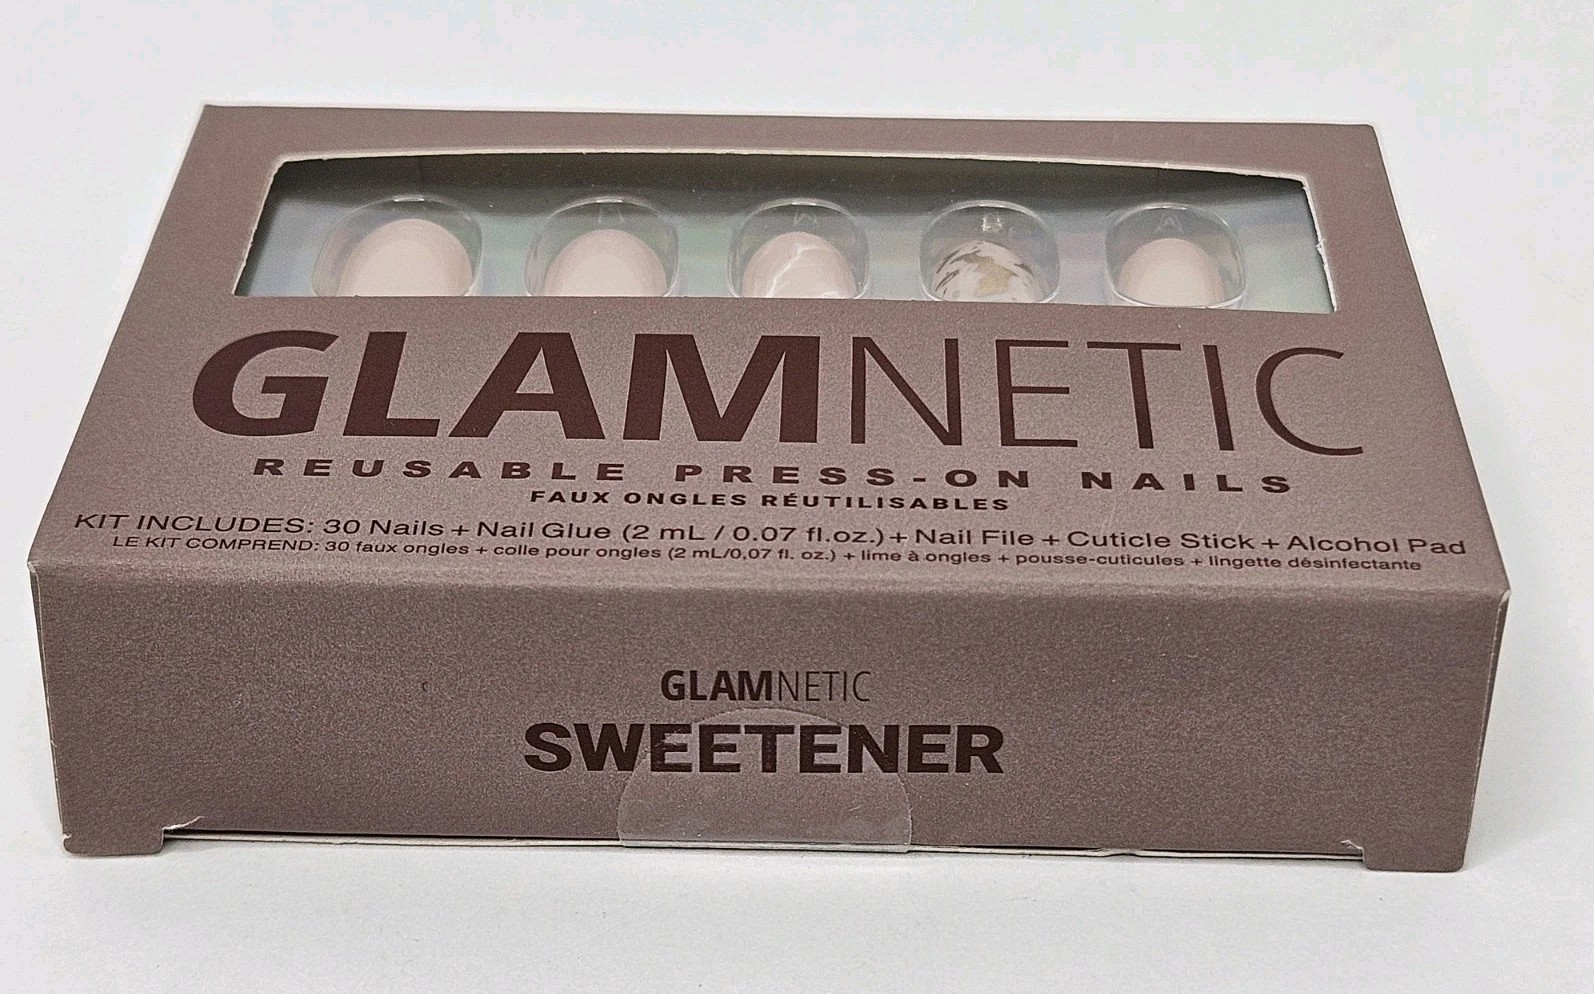 GLAMNETIC
REUSABLE PRESS-ON NAILS
FAUX ONGLES RÉUTILISABLES
KIT INCLUDES: 30 Nails + Nail Glue (2 mL / 0.07 fl.oz.) + Nail File + Cuticle Stick + Alcohol Pad
LE KIT COMPREND: 30 faux ongles + colle pour ongles (2 mL/0,07 fl. oz.) + lime à ongles + pousse-cuticules + lingette désinfectante
GLAMNETIC
SWEETENER